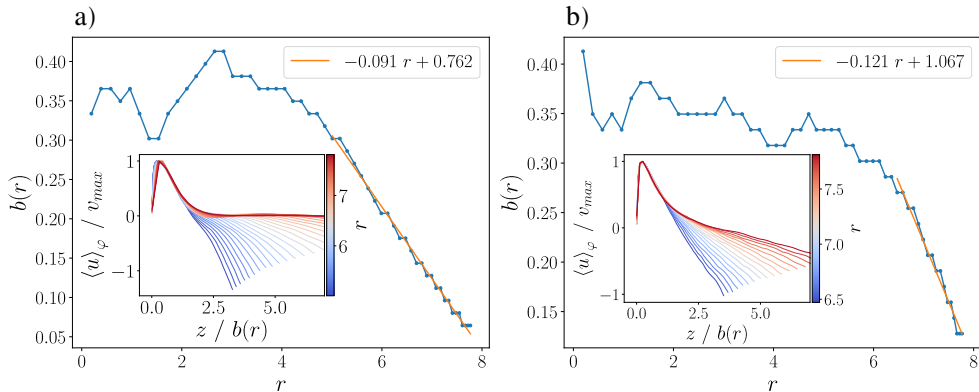 a)
b(r)
0.40
0.35
0.30
0.25
0.20
0.15
0.10
0.05
−0.091 r + 0.762
⟨u⟩φ / vmax
1
0
−1
0.0 2.5 5.0
z / b(r)
7
6
r
0 2 4 6 8
r
b)
b(r)
0.40
0.35
0.30
0.25
0.20
0.15
−0.121 r + 1.067
⟨u⟩φ / vmax
1
0
−1
0.0 2.5 5.0
z / b(r)
7.5
7.0
6.5
r
0 2 4 6 8
r